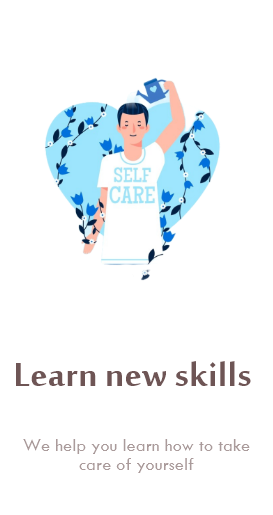 SELF
CARE
Learn new skills
We help you learn how to take
care of yourself